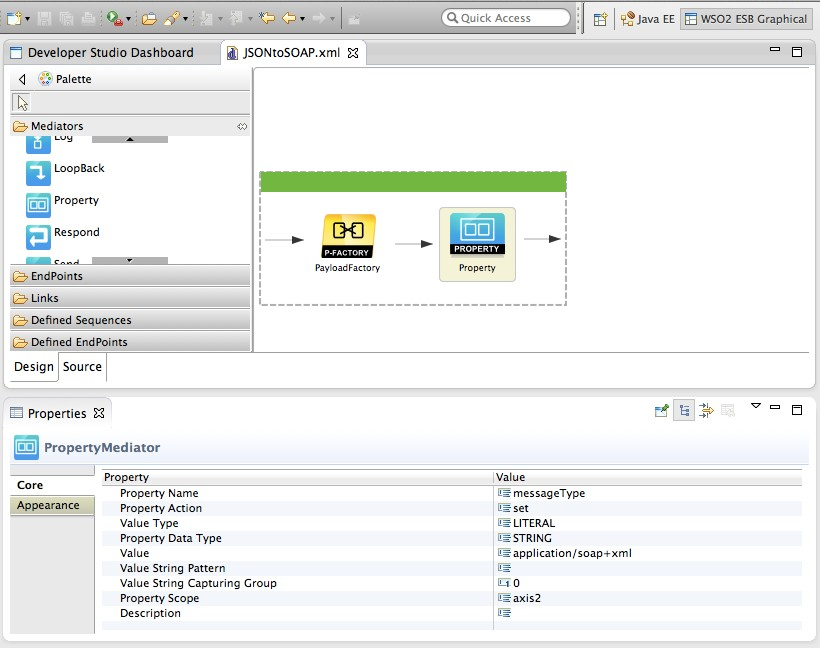 Quick Access
Java EE
WSO2 ESB Graphical
Developer Studio Dashboard
JSONtoSOAP.xml
Palette
Mediators
Log
LoopBack
Property
Respond
Send
EndPoints
Links
Defined Sequences
Defined EndPoints
P-FACTORY
PayloadFactory
PROPERTY
Property
Design
Source
Properties
PropertyMediator
Core
Appearance
Property Value
Property Name messageType
Property Action set
Value Type LITERAL
Property Data Type STRING
Value application/soap+xml
Value String Pattern
Value String Capturing Group 0
Property Scope axis2
Description